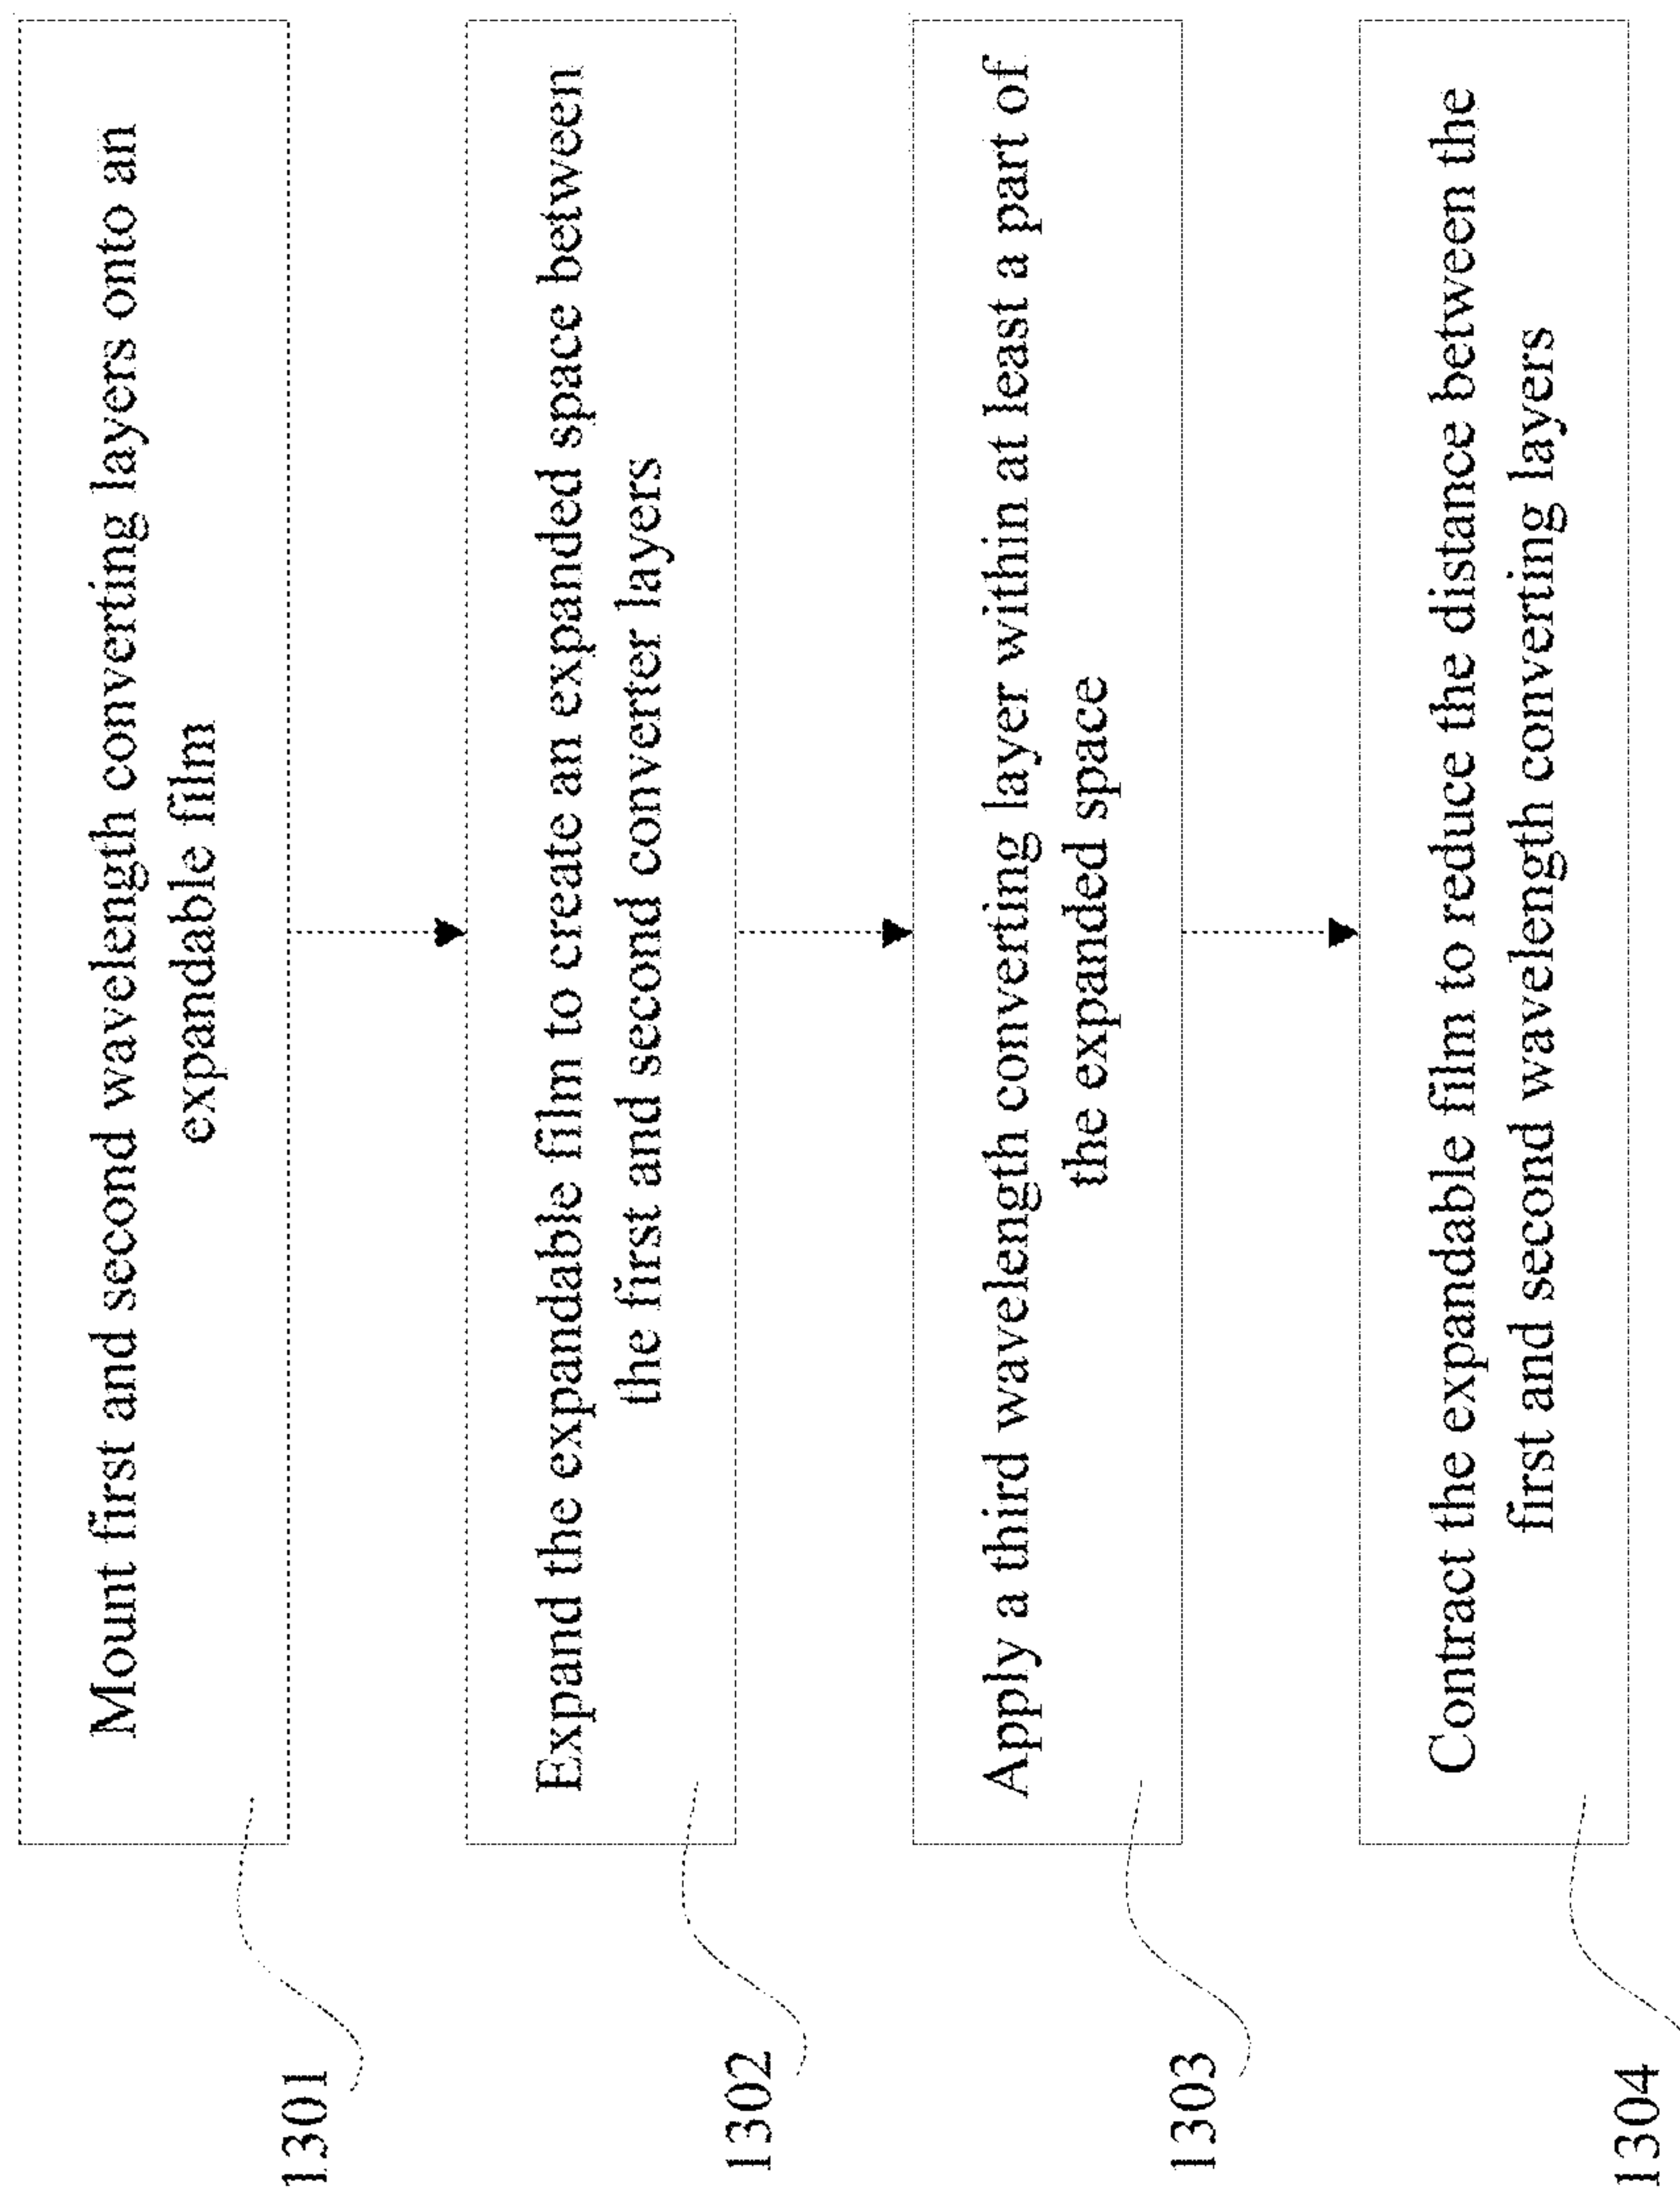 1301
Mount first and second wavelength converting layers onto an
expandable film
1302
Expand the expandable film to create an expanded space between
the first and second converter layers
1303
Apply a third wavelength converting layer within at least a part of
the expanded space
1304
Contract the expandable film to reduce the distance between the
first and second wavelength converting layers